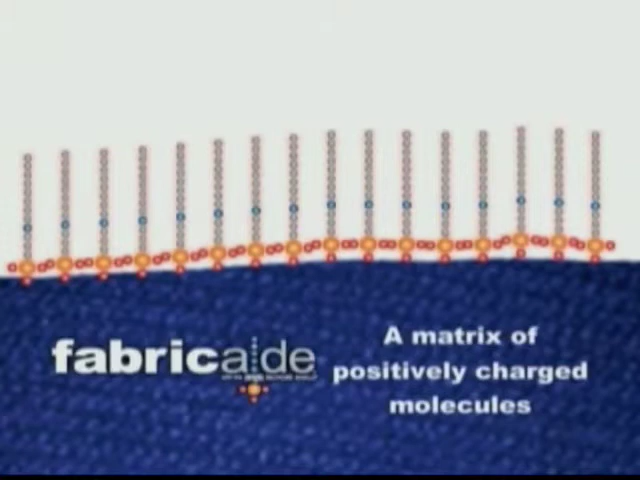 fabricaide
A matrix of
positively charged
molecules